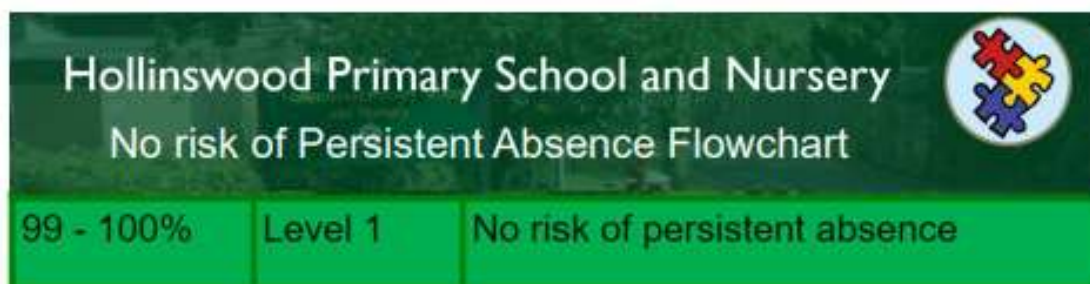 Hollinswood Primary School and Nursery
No risk of Persistent Absence Flowchart
99 - 100% Level 1 No risk of persistent absence